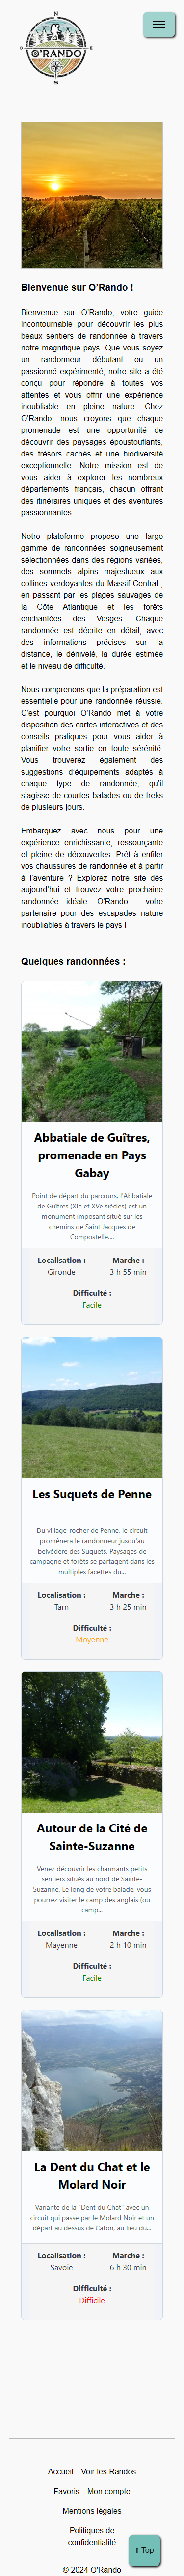 N
O'RANDO
S
Bienvenue sur O'Rando !
Bienvenue sur O'Rando, votre guide
incontournable pour découvrir les plus
beaux sentiers de randonnée à travers
notre magnifique pays. Que vous soyez
un randonneur débutant ou un
passionné expérimenté, notre site a été
conçu pour répondre à toutes vos
attentes et vous offrir une expérience
inoubliable en pleine nature. Chez
O'Rando, nous croyons que chaque
promenade est une opportunité de
découvrir des paysages époustouflants,
des trésors cachés et une biodiversité
exceptionnelle. Notre mission est de
vous aider à explorer les nombreux
départements français, chacun offrant
des itinéraires uniques et des aventures
passionnantes.
Notre plateforme propose une large
gamme de randonnées soigneusement
sélectionnées dans des régions variées,
des sommets alpins majestueux aux
collines verdoyantes du Massif Central ,
en passant par les plages sauvages de
la Côte Atlantique et les forêts
enchantées des Vosges. Chaque
randonnée est décrite en détail, avec
des informations précises sur la
distance, le dénivelé, la durée estimée
et le niveau de difficulté.
Nous comprenons que la préparation est
essentielle pour une randonnée réussie.
C'est pourquoi O'Rando met à votre
disposition des cartes interactives et des
conseils pratiques pour vous aider à
planifier votre sortie en toute sérénité.
Vous trouverez également des
suggestions d'équipements adaptés à
chaque type de randonnée, qu'il
s'agisse de courtes balades ou de treks
de plusieurs jours.
Embarquez avec nous pour une
expérience enrichissante, ressourçante
et pleine de découvertes. Prêt à enfiler
vos chaussures de randonnée et à partir
à l'aventure ? Explorez notre site dès
aujourd'hui et trouvez votre prochaine
randonnée idéale. O'Rando : votre
partenaire pour des escapades nature
inoubliables à travers le pays !
Quelques randonnées :
Abbatiale de Guîtres,
promenade en Pays
Gabay
Point de départ du parcours, l'Abbatiale
de Guîtres (XIe et XVe siècles) est un
monument imposant situé sur les
chemins de Saint Jacques de
Compostelle....
Localisation : Marche :
Gironde 3 h 55 min
Difficulté :
Facile
Les Suquets de Penne
Du village-rocher de Penne, le circuit
promènera le randonneur jusqu'au
belvédère des Suquets. Paysages de
campagne et forêts se partagent dans les
multiples facettes du...
Localisation : Marche :
Tarn 3 h 25 min
Difficulté :
Moyenne
Autour de la Cité de
Sainte-Suzanne
Venez découvrir les charmants petits
sentiers situés au nord de Sainte-
Suzanne. Le long de votre balade, vous
pourrez visiter le camp des anglais (ou
camp...
Localisation : Marche :
Mayenne 2 h 10 min
Difficulté :
Facile
La Dent du Chat et le
Molard Noir
Variante de la "Dent du Chat" avec un
circuit qui passe par le Molard Noir et un
départ au dessus de Caton, au lieu du...
Localisation : Marche :
Savoie 6 h 30 min
Difficulté :
Difficile
Accueil Voir les Randos
Favoris Mon compte
Mentions légales
Politiques de
confidentialité
⬆ Top
© 2024 O'Rando